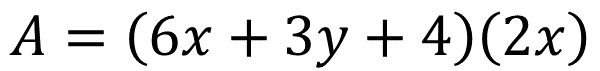 A = (6x + 3y + 4)(2x)